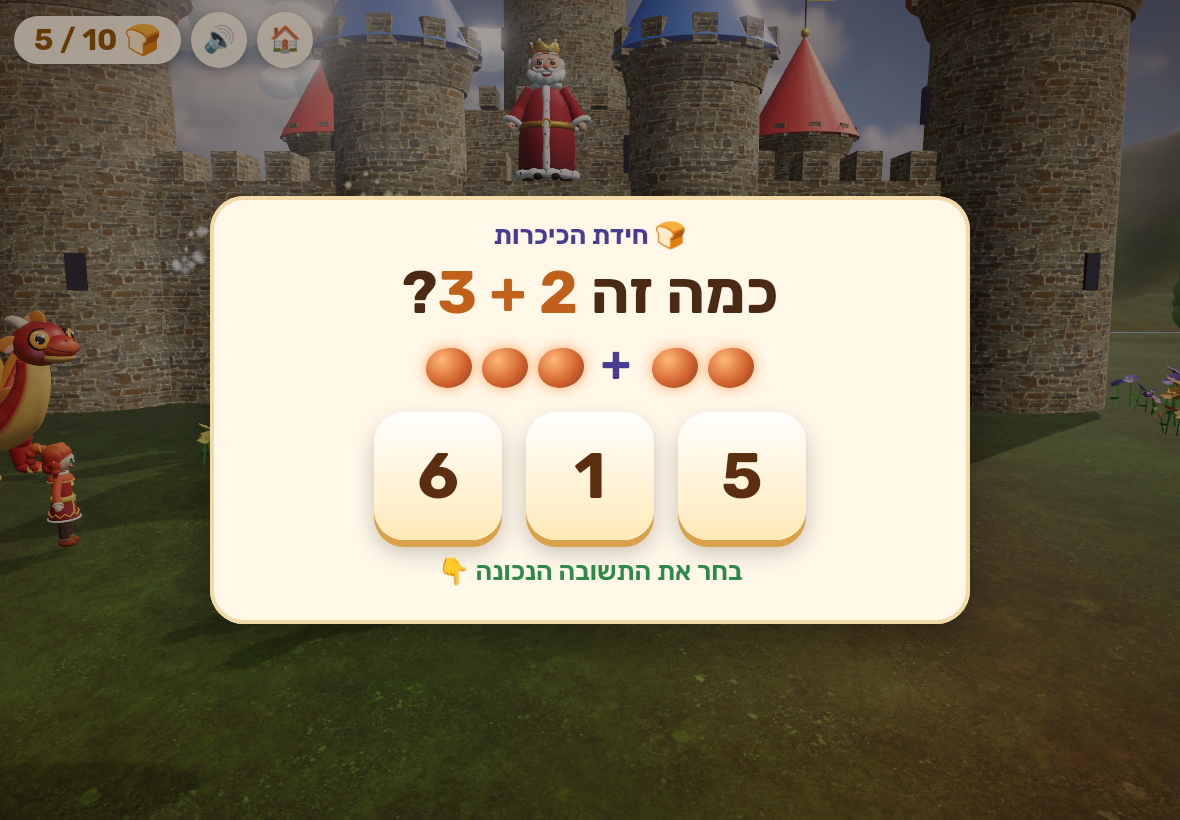 5 / 10
חידת הכיכרות
כמה זה 3 + 2?
+
6 1 5
בחר את התשובה הנכונה